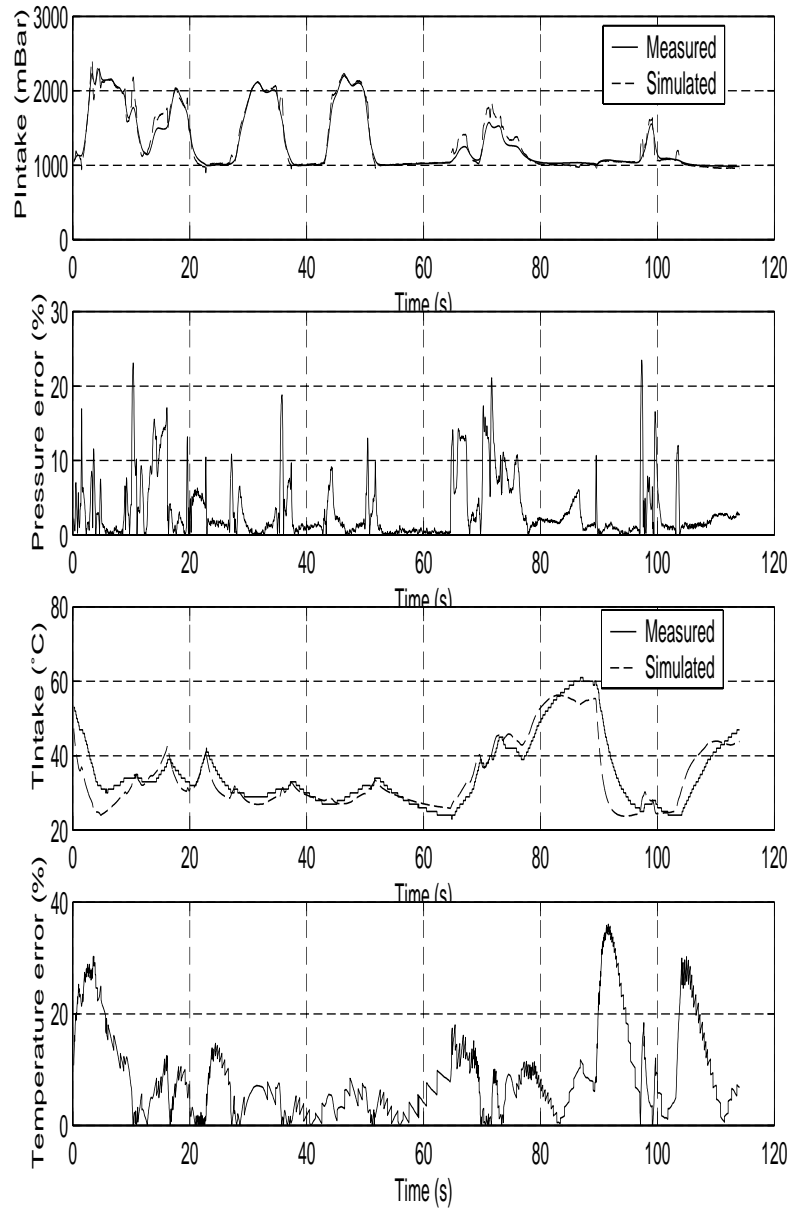 PIntake (mBar)
3000
2000
1000
0
Measured
Simulated
0 20 40 60 80 100 120
Time (s)
Pressure error (%)
30
20
10
0
0 20 40 60 80 100 120
Time (s)
TIntake (°C)
80
60
40
20
Measured
Simulated
0 20 40 60 80 100 120
Time (s)
Temperature error (%)
40
20
0
0 20 40 60 80 100 120
Time (s)